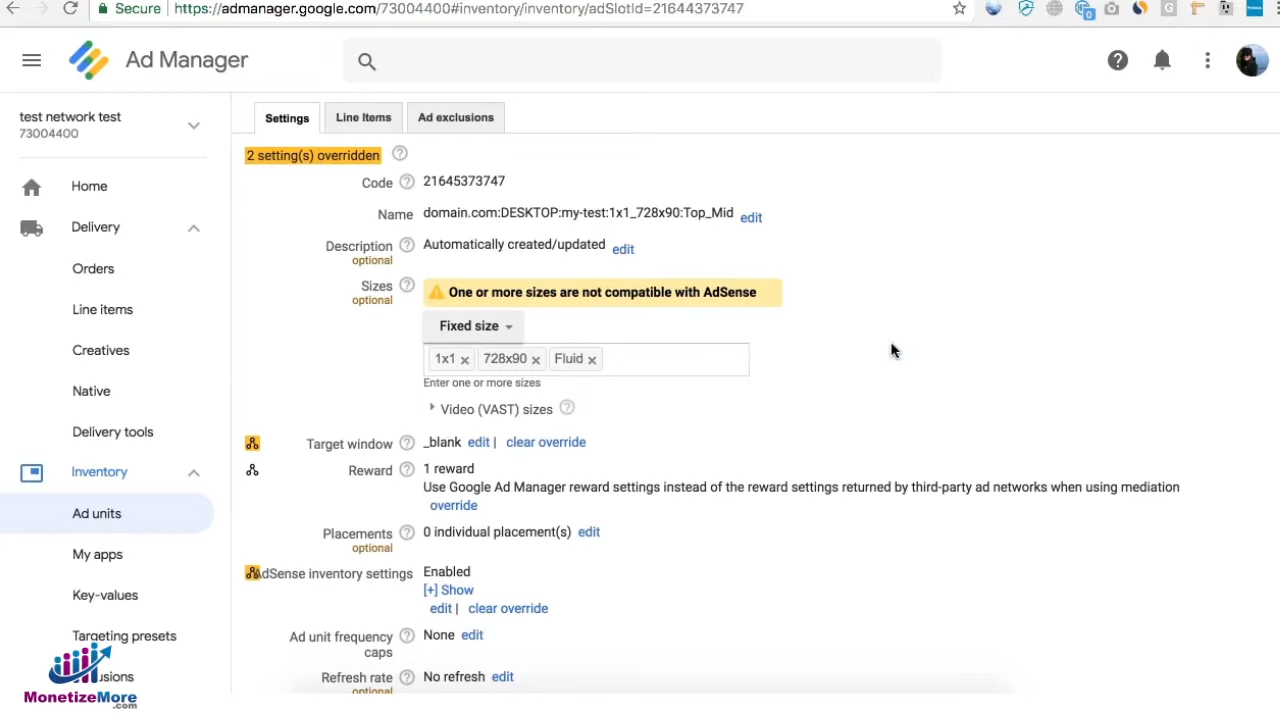 Secure
https://admanager.google.com/73004400#inventory/inventory/adSlotId=21644373747
Ad Manager
test network test
73004400
Home
Delivery
Orders
Line items
Creatives
Native
Delivery tools
Inventory
Ad units
My apps
Key-values
Targeting presets
usions
MonetizeMore
.com
Settings
Line Items
Ad exclusions
2 setting(s) overridden
Code
21645373747
Name
domain.com:DESKTOP:my-test:1x1_728x90:Top_Mid edit
Description
optional
Automatically created/updated edit
Sizes
optional
One or more sizes are not compatible with AdSense
Fixed size
1x1 728x90 Fluid
Enter one or more sizes
Video (VAST) sizes
Target window
_blank edit | clear override
Reward
1 reward
Use Google Ad Manager reward settings instead of the reward settings returned by third-party ad networks when using mediation
override
Placements
optional
0 individual placement(s) edit
AdSense inventory settings
Enabled
[+] Show
edit | clear override
Ad unit frequency
caps
None edit
Refresh rate
optional
No refresh edit